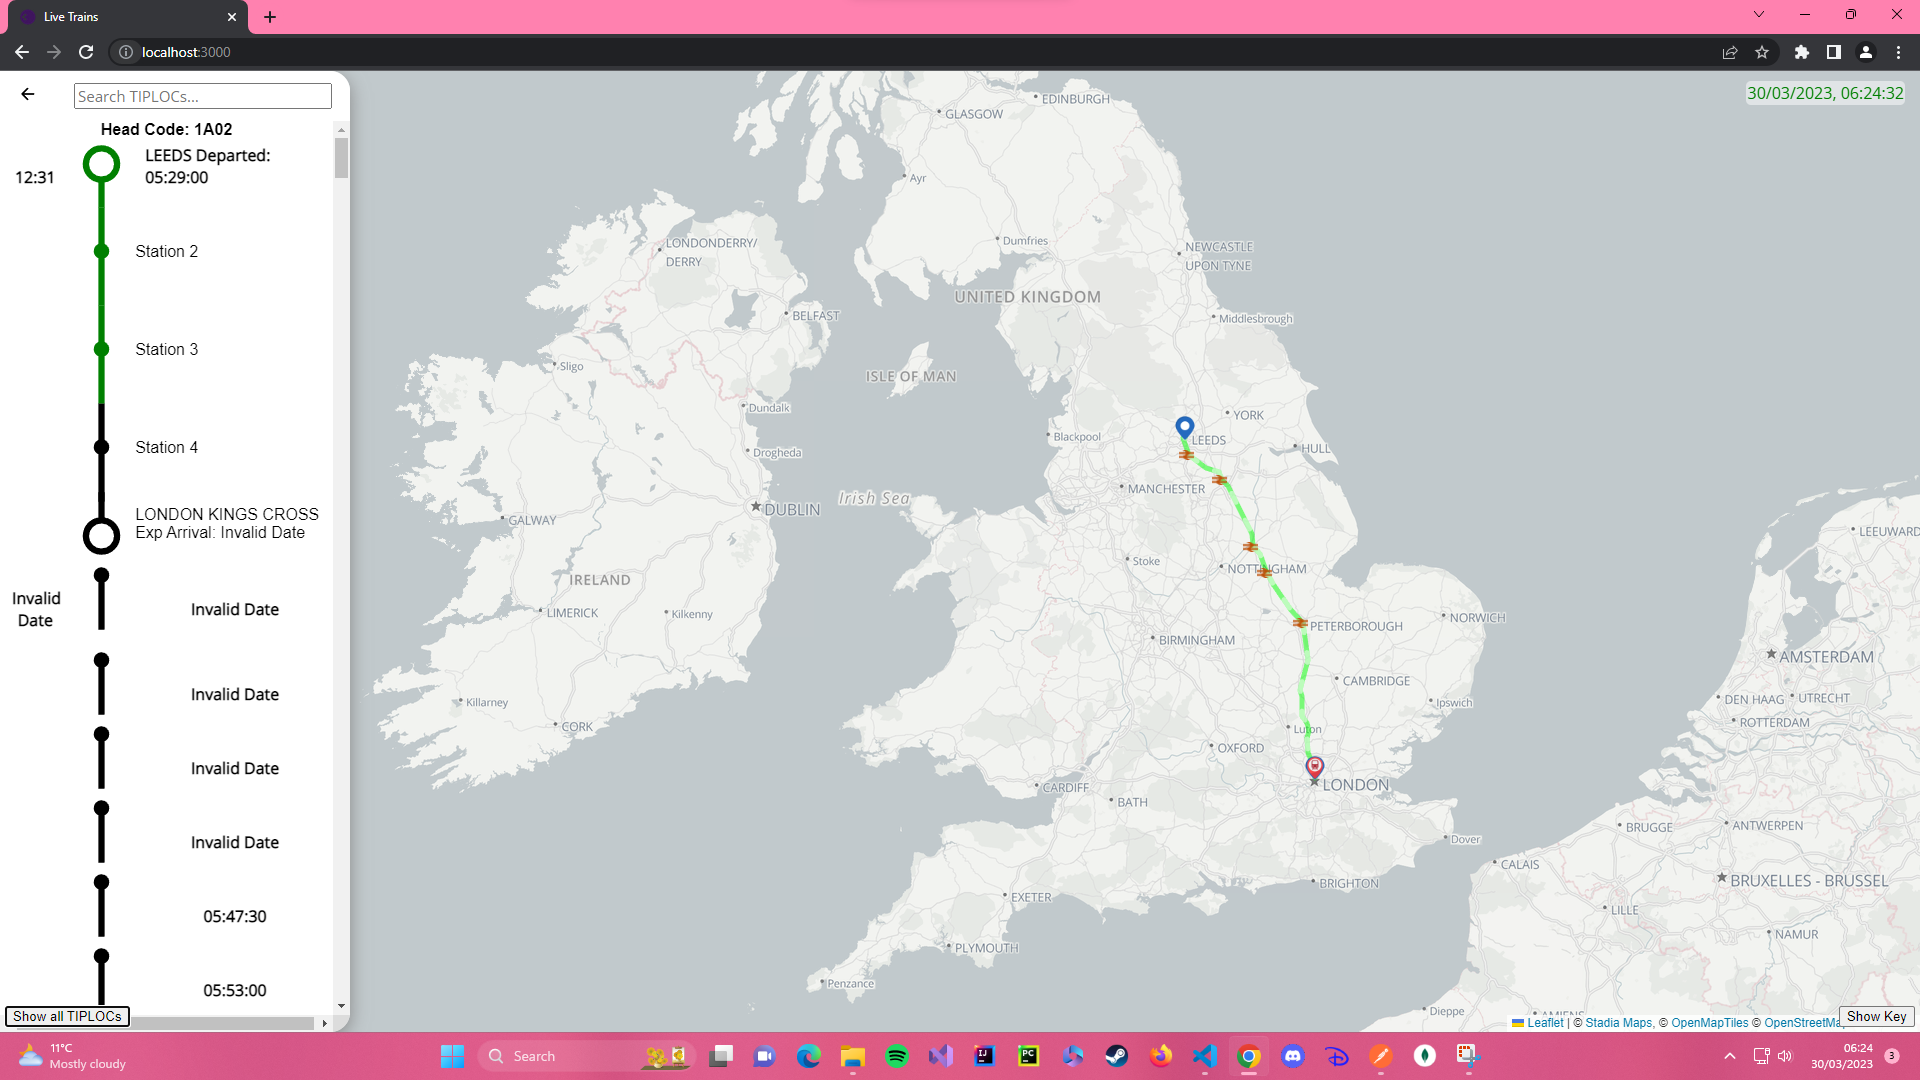 Live Trains
localhost:3000
Search TIPLOCs...
Head Code: 1A02
12:31
LEEDS Departed:
05:29:00
Station 2
Station 3
Station 4
LONDON KINGS CROSS
Exp Arrival: Invalid Date
Invalid
Date
Invalid Date
Invalid Date
Invalid Date
Invalid Date
05:47:30
05:53:00
Show all TIPLOCs
30/03/2023, 06:24:32
EDINBURGH
GLASGOW
Ayr
Dumfries
LONDONDERRY/
DERRY
NEWCASTLE
UPON TYNE
UNITED KINGDOM
BELFAST
Middlesbrough
Sligo
ISLE OF MAN
Dundalk
YORK
Blackpool
LEEDS
HULL
Drogheda
MANCHESTER
Irish Sea
DUBLIN
GALWAY
LEEUWARD
Stoke
NOTTINGHAM
IRELAND
LIMERICK
Kilkenny
NORWICH
PETERBOROUGH
BIRMINGHAM
AMSTERDAM
CAMBRIDGE
Killarney
Ipswich
DEN HAAG
UTRECHT
ROTTERDAM
CORK
Luton
OXFORD
CARDIFF
LONDON
BATH
BRUGGE
ANTWERPEN
Dover
CALAIS
BRIGHTON
BRUXELLES - BRUSSEL
EXETER
LILLE
NAMUR
PLYMOUTH
Penzance
Dieppe
AMIENS
Leaflet | © Stadia Maps, © OpenMapTiles © OpenStreetMa
Show Key
11°C
Mostly cloudy
Search
IJ
PC
06:24
30/03/2023
3